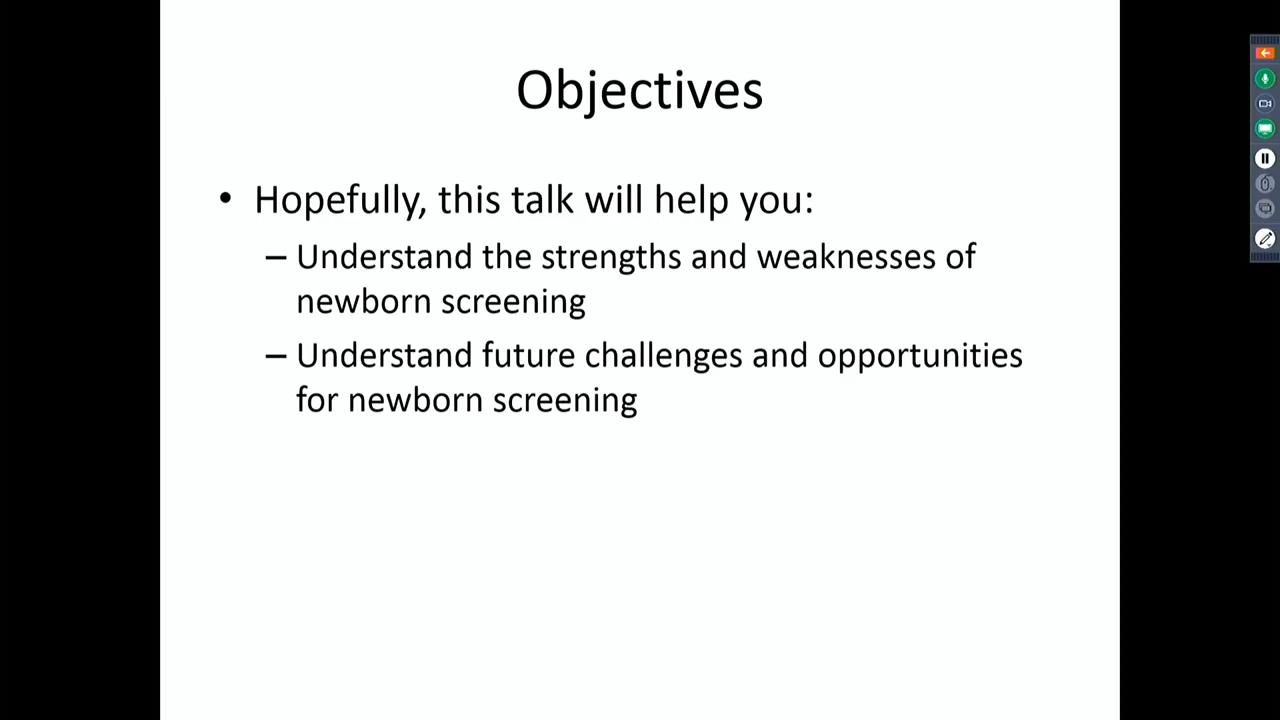 Objectives
• Hopefully, this talk will help you:
– Understand the strengths and weaknesses of
newborn screening
– Understand future challenges and opportunities
for newborn screening